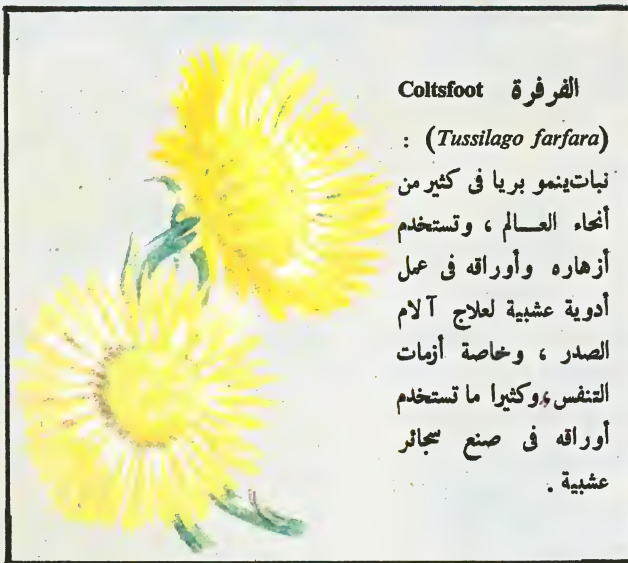 الفرفرة Coltsfoot
(Tussilago farfara) :
نبات ينمو بريا فى كثير من
أنحاء العـــالم ، وتستخدم
أزهاره وأوراقه فى عمل
أدوية عشبية لعلاج آلام
الصدر ، وخاصة أزمات
التنفس ، وكثيرا ما تستخدم
أوراقه فى صنع سجائر
عشبية .